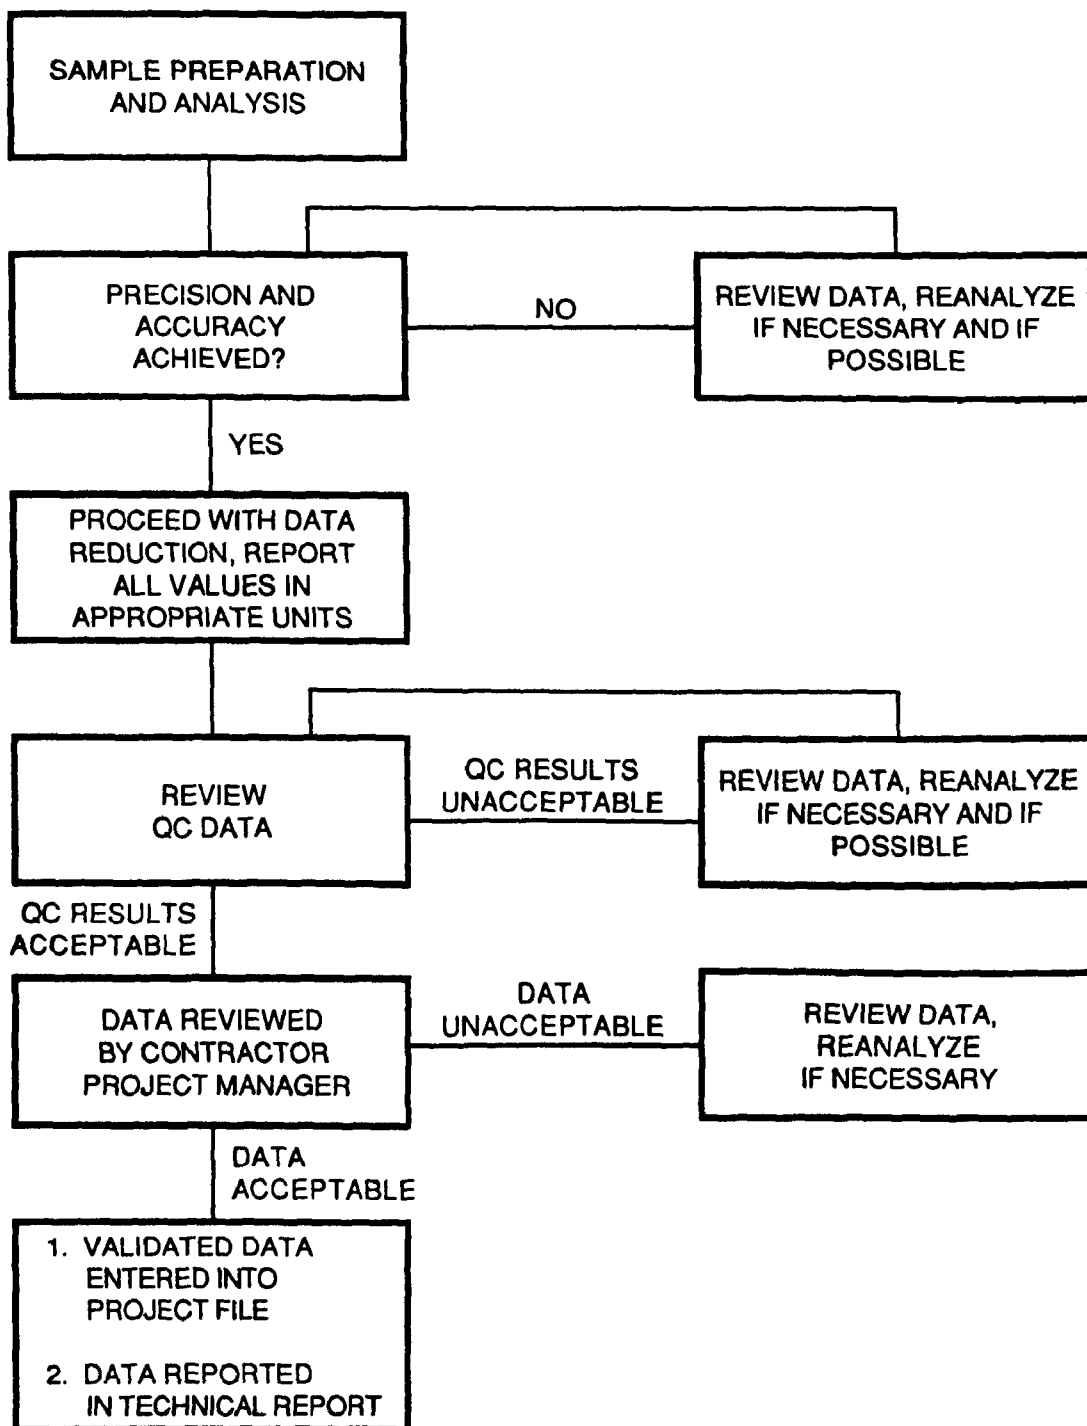 SAMPLE PREPARATION
AND ANALYSIS
PRECISION AND
ACCURACY
ACHIEVED?
NO
REVIEW DATA, REANALYZE
IF NECESSARY AND IF
POSSIBLE
YES
PROCEED WITH DATA
REDUCTION, REPORT
ALL VALUES IN
APPROPRIATE UNITS
REVIEW
QC DATA
QC RESULTS
UNACCEPTABLE
REVIEW DATA, REANALYZE
IF NECESSARY AND IF
POSSIBLE
QC RESULTS
ACCEPTABLE
DATA REVIEWED
BY CONTRACTOR
PROJECT MANAGER
DATA
UNACCEPTABLE
REVIEW DATA,
REANALYZE
IF NECESSARY
DATA
ACCEPTABLE
1. VALIDATED DATA
ENTERED INTO
PROJECT FILE
2. DATA REPORTED
IN TECHNICAL REPORT